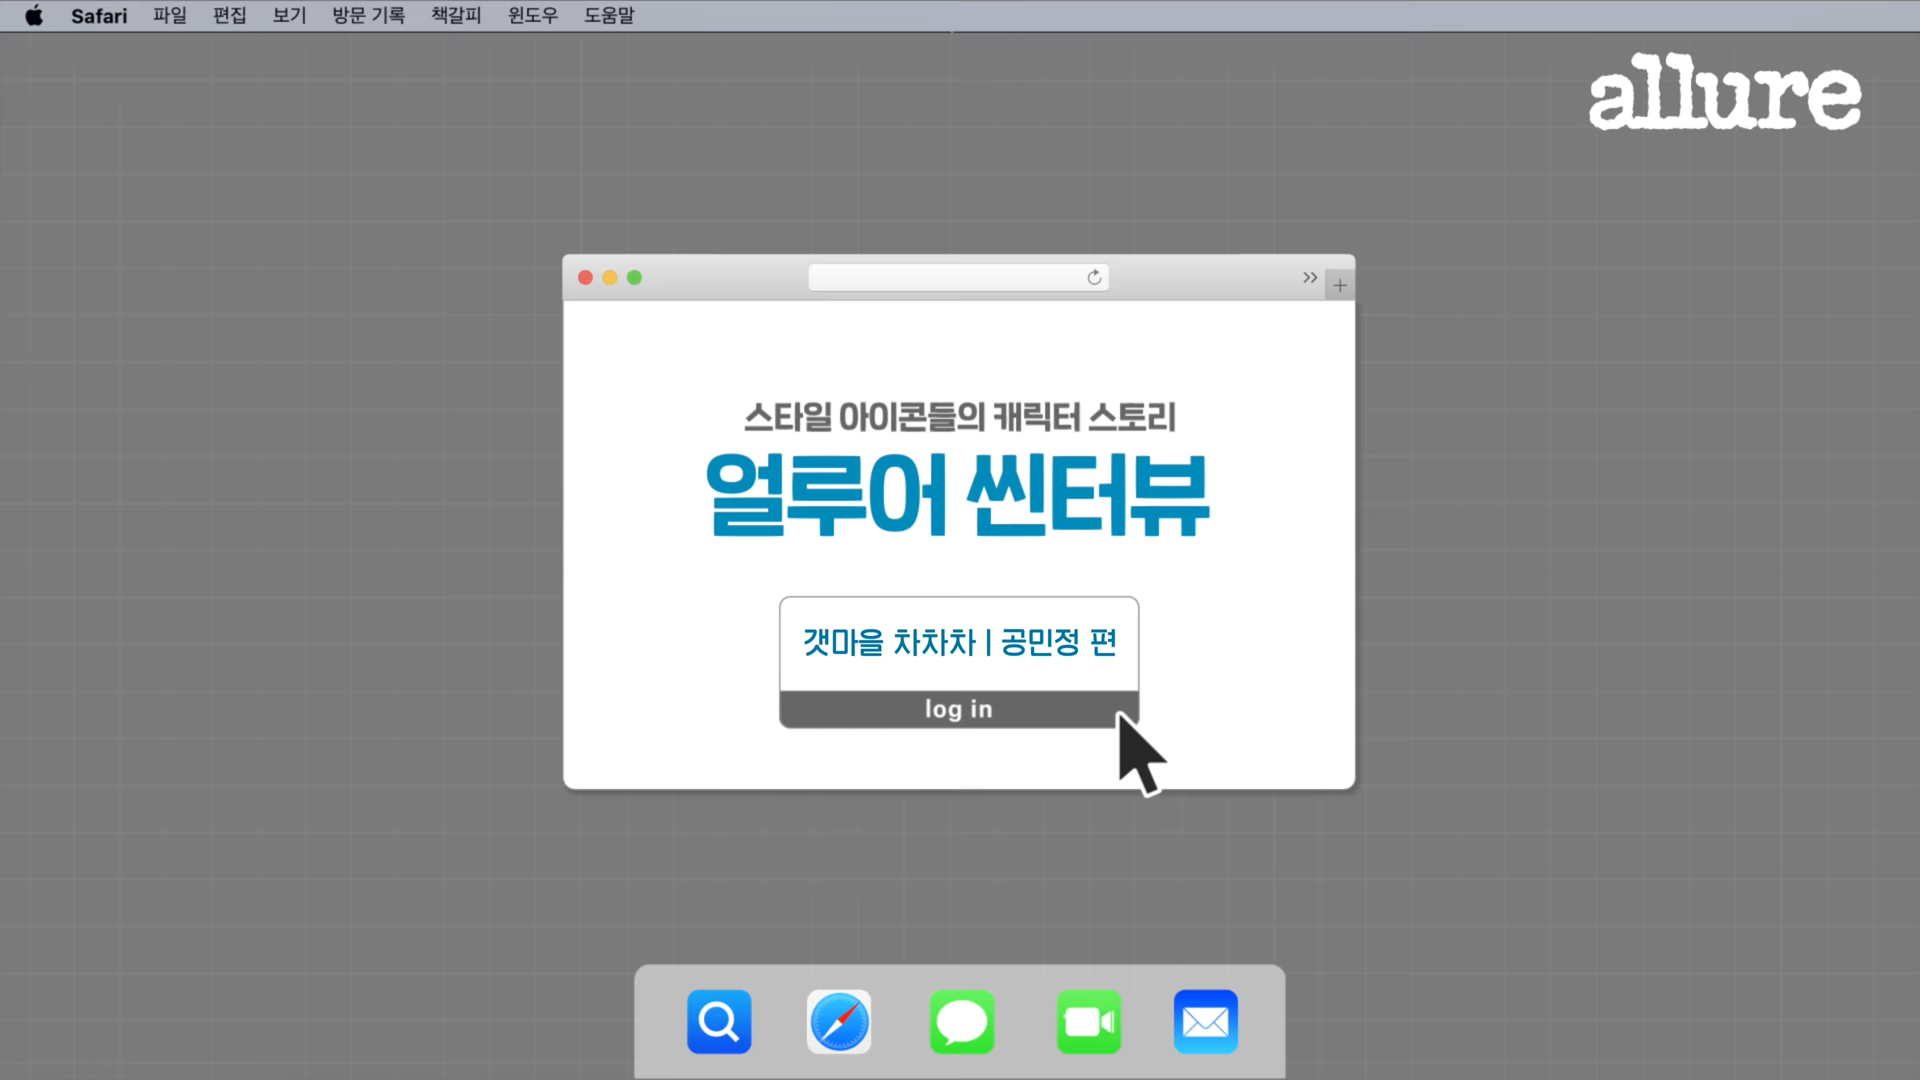 Safari 파일 편집 보기 방문 기록 책갈피 윈도우 도움말
allure
스타일 아이콘들의 캐릭터 스토리
얼루어 씬터뷰
갯마을 차차차 | 공민정 편
log in